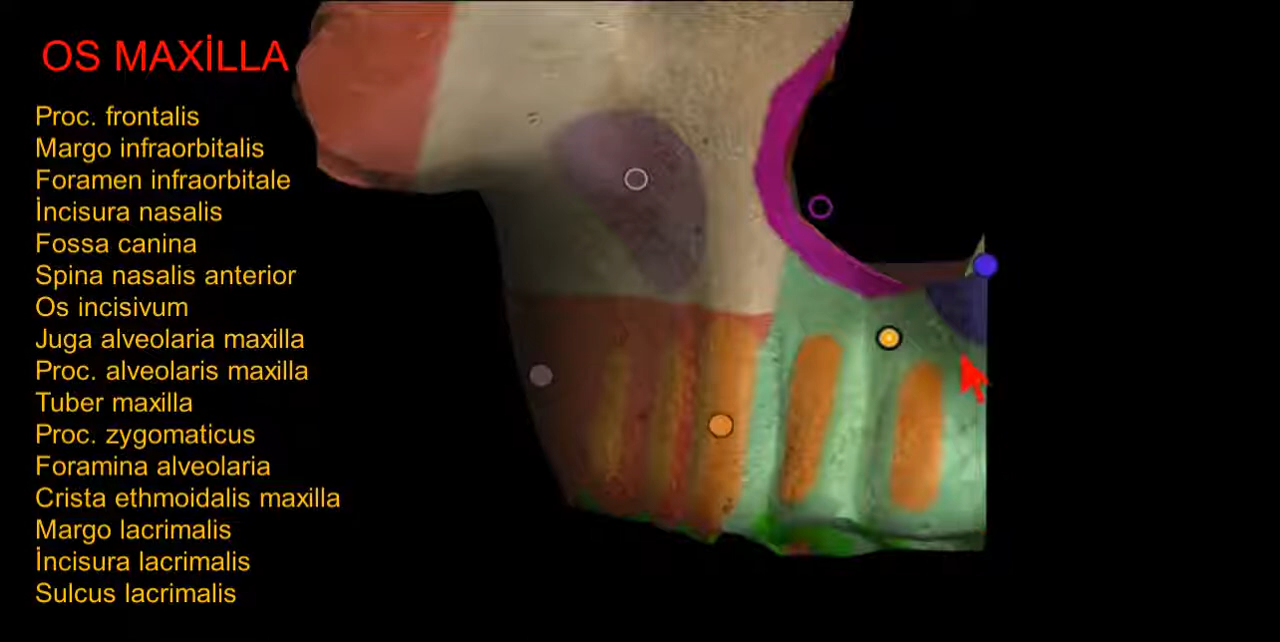 OS MAXİLLA
Proc. frontalis
Margo infraorbitalis
Foramen infraorbitale
İncisura nasalis
Fossa canina
Spina nasalis anterior
Os incisivum
Juga alveolaria maxilla
Proc. alveolaris maxilla
Tuber maxilla
Proc. zygomaticus
Foramina alveolaria
Crista ethmoidalis maxilla
Margo lacrimalis
İncisura lacrimalis
Sulcus lacrimalis